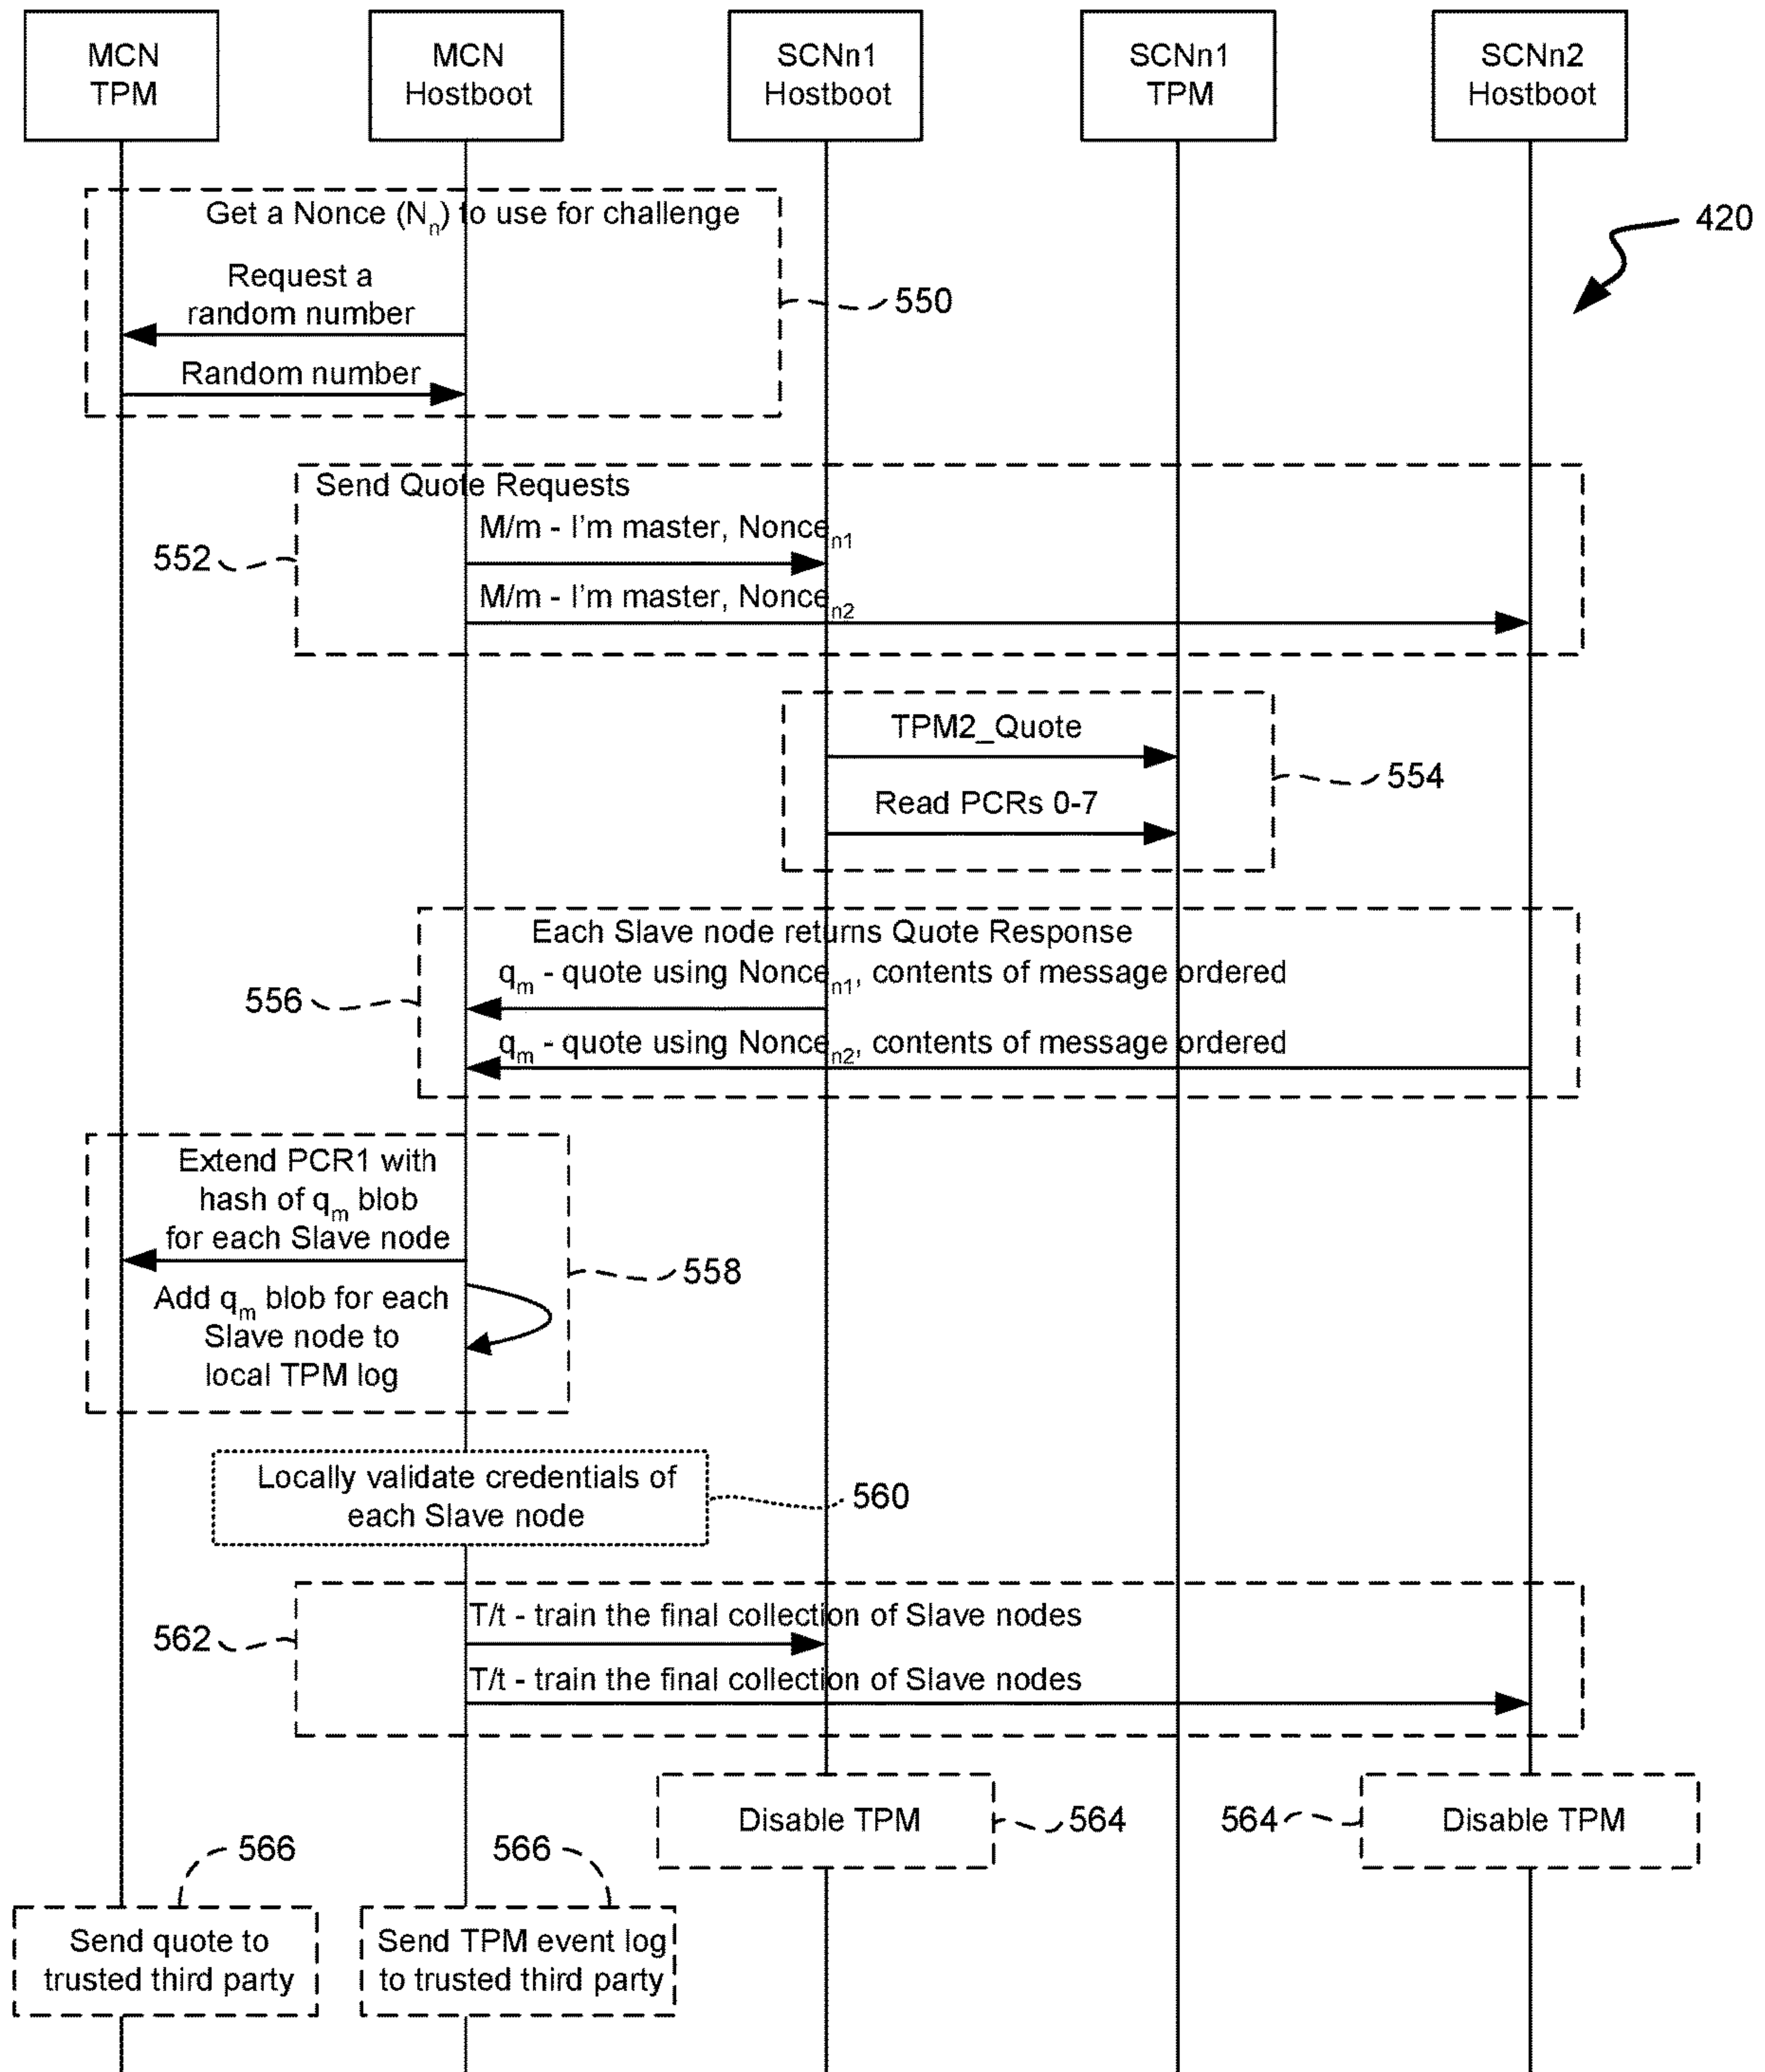 MCN
TPM
MCN
Hostboot
SCNn1
Hostboot
SCNn1
TPM
SCNn2
Hostboot
420
Get a Nonce (Nn) to use for challenge
Request a
random number
550
Random number
Send Quote Requests
M/m - I'm master, Noncen1
552
M/m - I'm master, Noncen2
TPM2_Quote
554
Read PCRs 0-7
Each Slave node returns Quote Response
qm - quote using Noncen1, contents of message ordered
556
qm - quote using Noncen2, contents of message ordered
Extend PCR1 with
hash of qm blob
for each Slave node
558
Add qm blob for each
Slave node to
local TPM log
Locally validate credentials of
each Slave node
560
T/t - train the final collection of Slave nodes
562
T/t - train the final collection of Slave nodes
Disable TPM
564
564
Disable TPM
566
566
Send quote to
trusted third party
Send TPM event log
to trusted third party